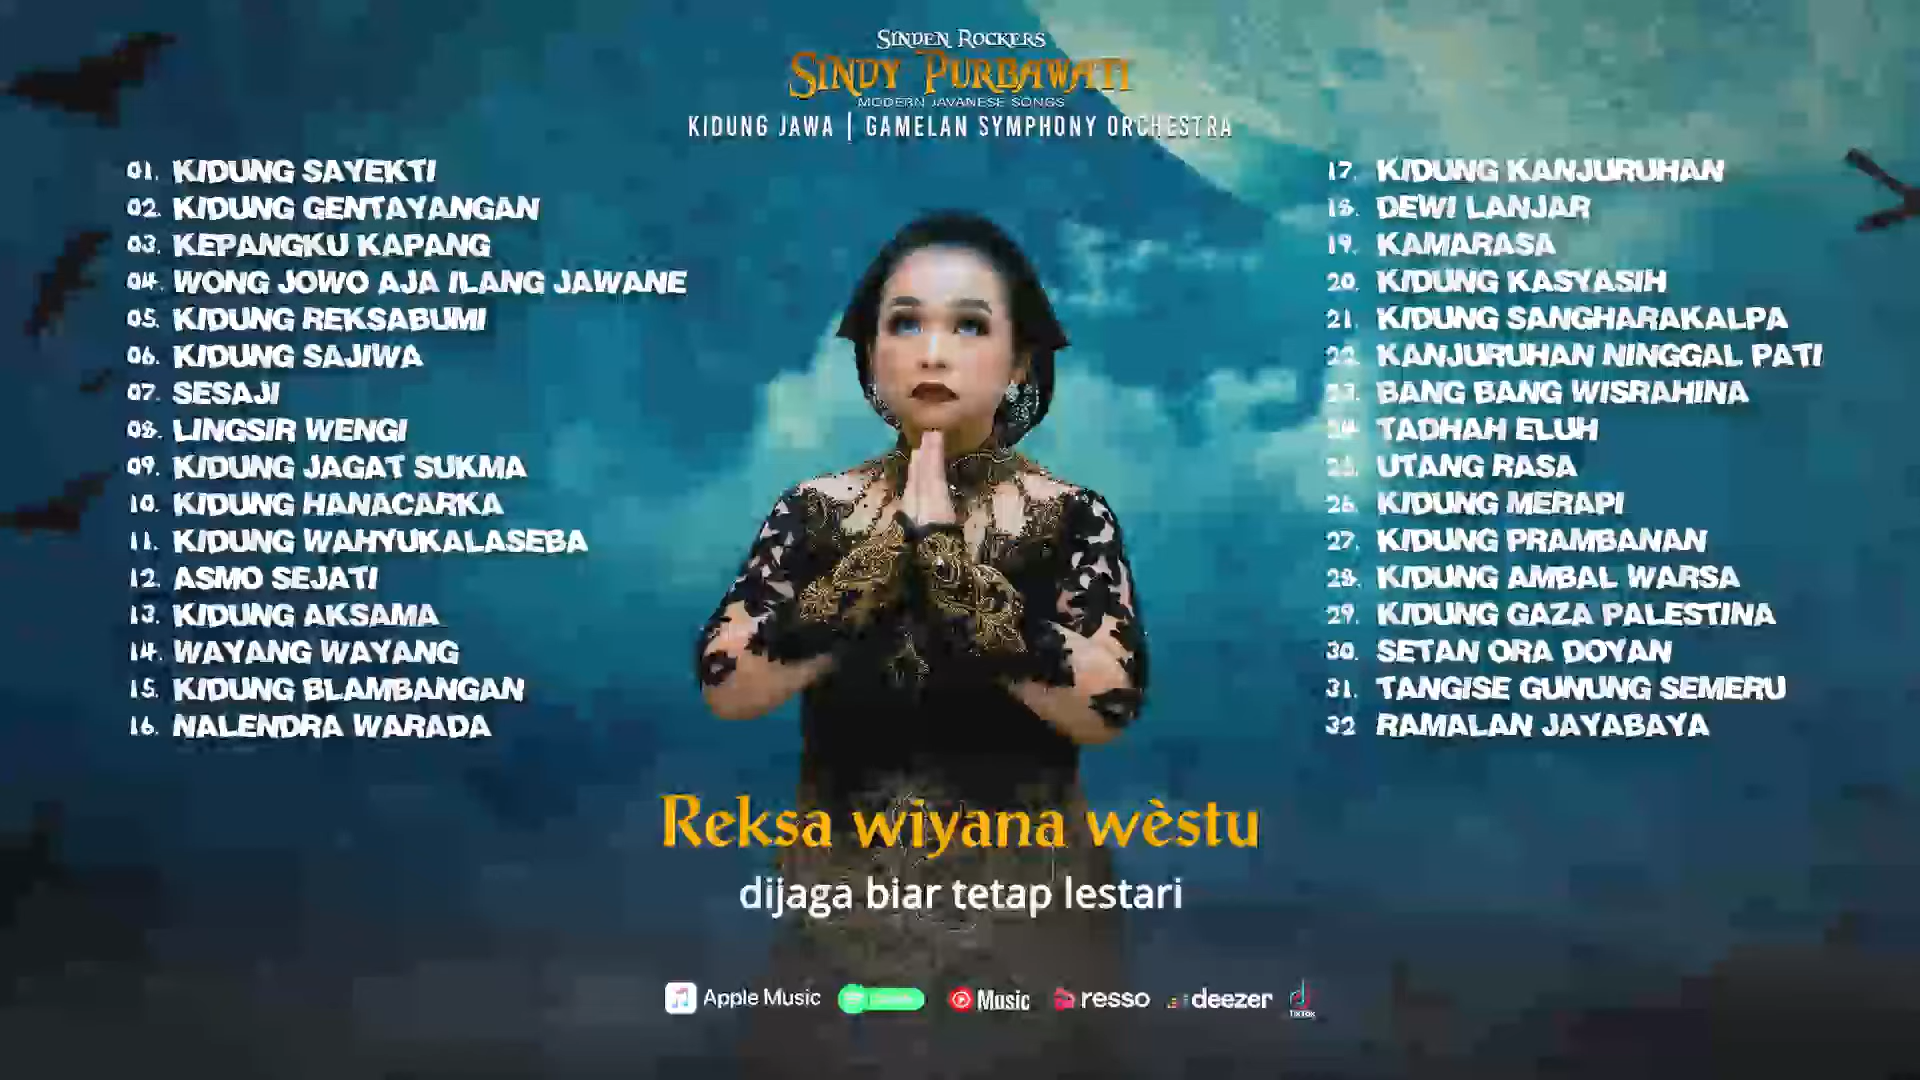 SINDEN ROCKERS
SINDY PURBAWATI
MODERN JAVANESE SONGS
KIDUNG JAWA | GAMELAN SYMPHONY ORCHESTRA
01. KIDUNG SAYEKTI
02. KIDUNG GENTAYANGAN
03. KEPANGKU KAPANG
04. WONG JOWO AJA ILANG JAWANE
05. KIDUNG REKSABUMI
06. KIDUNG SAJIWA
07. SESAJI
08. LINGSIR WENGI
09. KIDUNG JAGAT SUKMA
10. KIDUNG HANACARKA
11. KIDUNG WAHYUKALASEBA
12. ASMO SEJATI
13. KIDUNG AKSAMA
14. WAYANG WAYANG
15. KIDUNG BLAMBANGAN
16. NALENDRA WARADA
17. KIDUNG KANJURUHAN
18. DEWI LANJAR
19. KAMARASA
20. KIDUNG KASYASIH
21. KIDUNG SANGHARAKALPA
22. KANJURUHAN NINGGAL PATI
23. BANG BANG WISRAHINA
24. TADHAH ELUH
25. UTANG RASA
26. KIDUNG MERAPI
27. KIDUNG PRAMBANAN
28. KIDUNG AMBAL WARSA
29. KIDUNG GAZA PALESTINA
30. SETAN ORA DOYAN
31. TANGISE GUNUNG SEMERU
32 RAMALAN JAYABAYA
Reksa wiyana wèstu
dijaga biar tetap lestari
Apple Music
Music
resso
deezer
TikTok